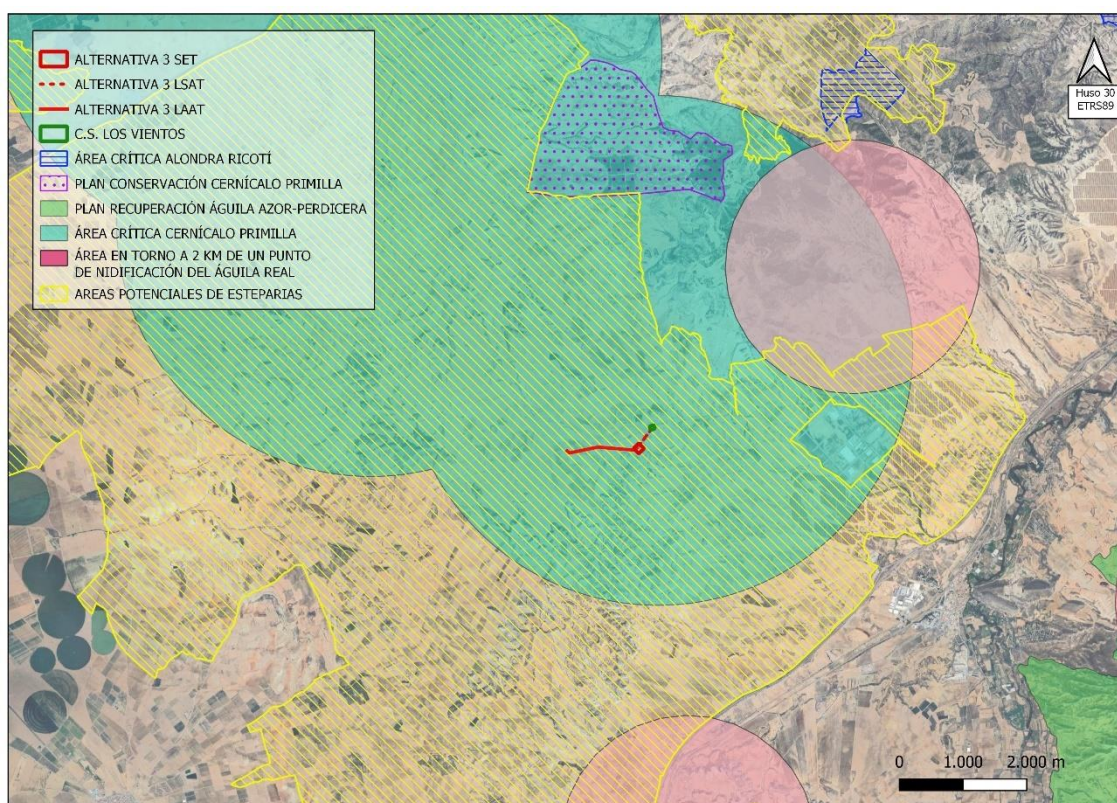 ALTERNATIVA 3 SET
ALTERNATIVA 3 LSAT
ALTERNATIVA 3 LAAT
C.S. LOS VIENTOS
ÁREA CRÍTICA ALONDRA RICOTÍ
PLAN CONSERVACIÓN CERNÍCALO PRIMILLA
PLAN RECUPERACIÓN ÁGUILA AZOR-PERDICERA
ÁREA CRÍTICA CERNÍCALO PRIMILLA
ÁREA EN TORNO A 2 KM DE UN PUNTO
DE NIDIFICACIÓN DEL ÁGUILA REAL
AREAS POTENCIALES DE ESTEPARIAS
Huso 30
ETRS89
0 1.000 2.000 m